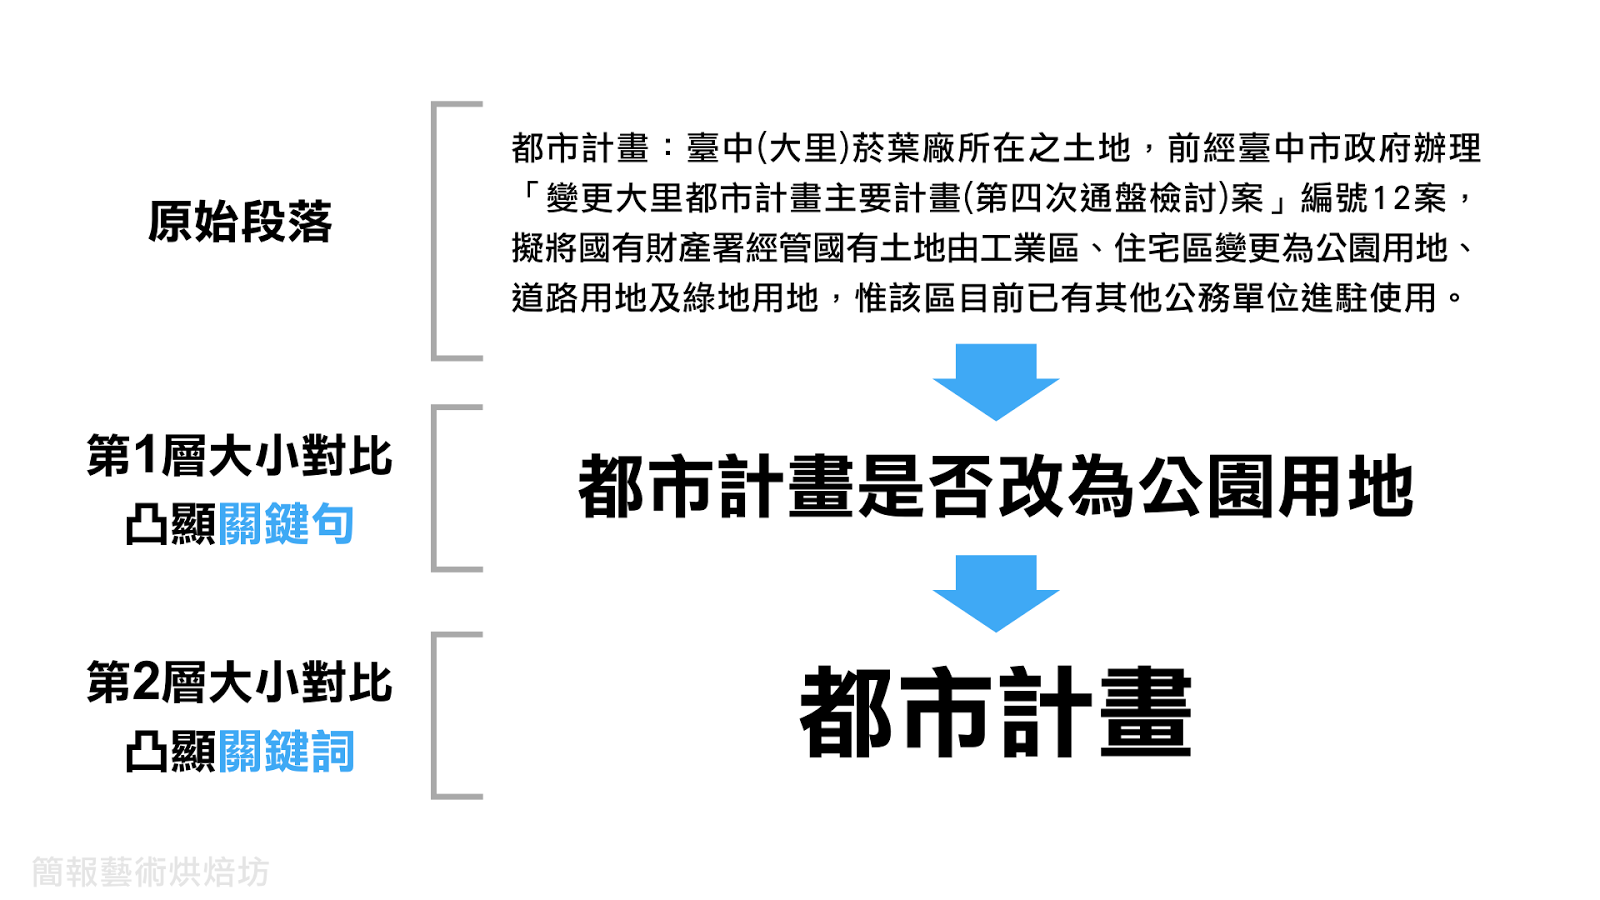 原始段落
都市計畫：臺中(大里)菸葉廠所在之土地，前經臺中市政府辦理
「變更大里都市計畫主要計畫(第四次通盤檢討)案」編號12案，
擬將國有財產署經管國有土地由工業區、住宅區變更為公園用地、
道路用地及綠地用地，惟該區目前已有其他公務單位進駐使用。
第1層大小對比
凸顯關鍵句
都市計畫是否改為公園用地
第2層大小對比
凸顯關鍵詞
都市計畫
簡報藝術烘焙坊